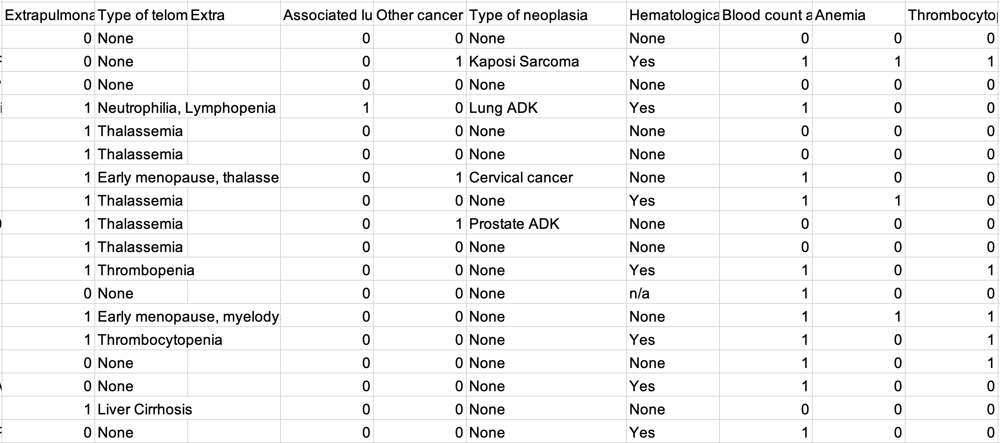 Extrapulmona Type of telom Extra Associated lu Other cancer Type of neoplasia Hematologica Blood count a Anemia Thrombocyto
0 None 0 0 None None 0 0 0
0 None 0 1 Kaposi Sarcoma Yes 1 1 1
0 None 0 0 None None 0 0 0
1 Neutrophilia, Lymphopenia 1 0 Lung ADK Yes 1 0 0
1 Thalassemia 0 0 None None 0 0 0
1 Thalassemia 0 0 None None 0 0 0
1 Early menopause, thalasse 0 1 Cervical cancer None 1 0 0
1 Thalassemia 0 0 None Yes 1 1 0
1 Thalassemia 0 1 Prostate ADK None 0 0 0
1 Thalassemia 0 0 None None 0 0 0
1 Thrombopenia 0 0 None Yes 1 0 1
0 None 0 0 None n/a 1 0 0
1 Early menopause, myelodys 0 0 None None 1 1 1
1 Thrombocytopenia 0 0 None Yes 1 0 1
0 None 0 0 None None 1 0 1
0 None 0 0 None Yes 1 0 0
1 Liver Cirrhosis 0 0 None None 0 0 0
0 None 0 0 None Yes 1 0 0